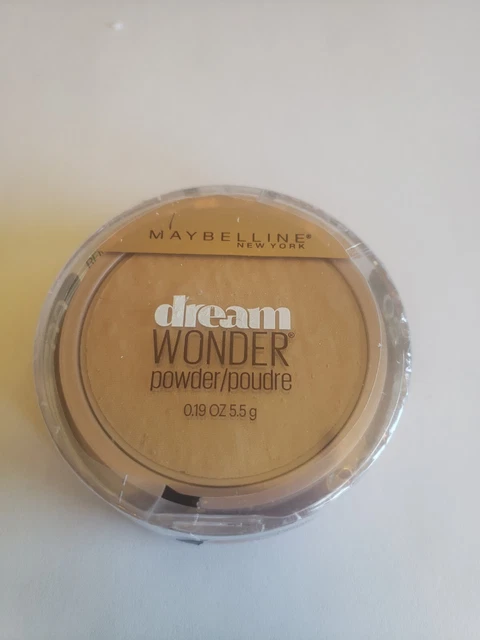 MAYBELLINE®
NEW YORK
dream
WONDER®
powder/poudre
0.19 OZ 5.5 g